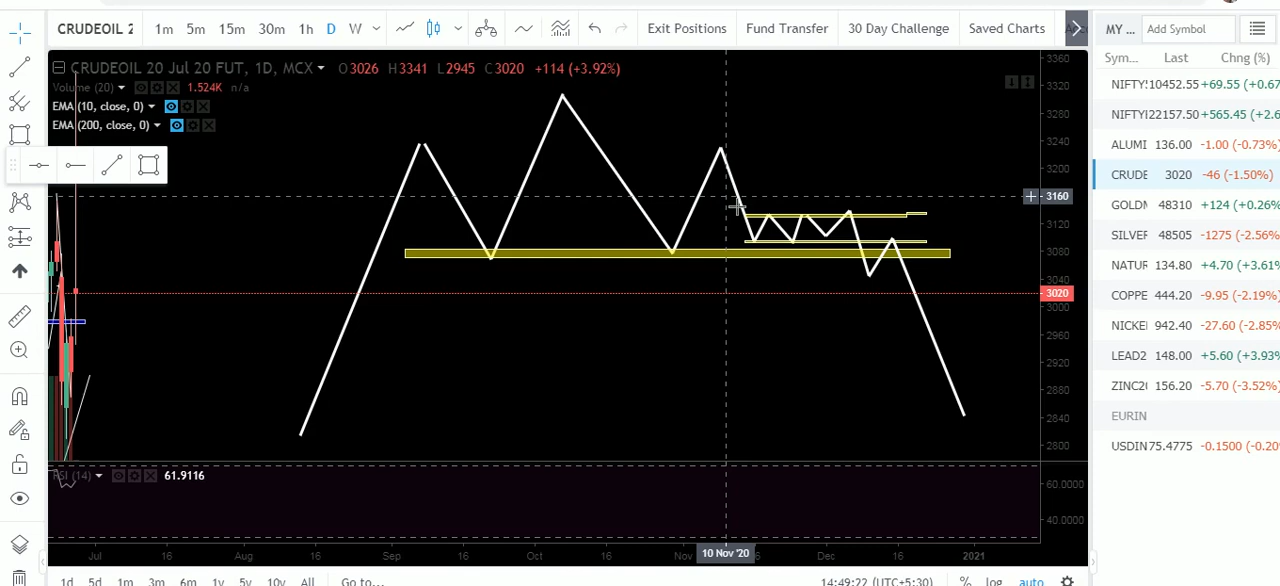 CRUDEOIL 2 1m 5m 15m 30m 1h D W Exit Positions Fund Transfer 30 Day Challenge Saved Charts
MY ... Add Symbol
CRUDEOIL 20 Jul 20 FUT, 1D, MCX O3026 H3341 L2945 C3020 +114 (+3.92%)
Volume (20) 1.524K n/a
EMA (10, close, 0)
EMA (200, close, 0)
3360
3320
3280
3240
3200
3160
3120
3080
3040
3020
3000
2960
2920
2880
2840
2800
RSI (14) 61.9116
60.0000
40.0000
Jul 16 Aug 16 Sep 16 Oct 16 Nov 10 Nov '20 6 Dec 16 2021
1d 5d 1m 3m 6m 1y 5y 10y All Go to... 14:49:22 (UTC+5:30) % log auto
Sym... Last Chng (%)
NIFTY 10452.55 +69.55 (+0.67
NIFTY 22157.50 +565.45 (+2.6
ALUMI 136.00 -1.00 (-0.73%)
CRUDE 3020 -46 (-1.50%)
GOLDM 48310 +124 (+0.26%
SILVER 48505 -1275 (-2.56%
NATUR 134.80 +4.70 (+3.61%
COPPE 444.20 -9.95 (-2.19%)
NICKE 942.40 -27.60 (-2.85%
LEAD2 148.00 +5.60 (+3.93%
ZINC2 156.20 -5.70 (-3.52%)
EURIN
USDIN 75.4775 -0.1500 (-0.20